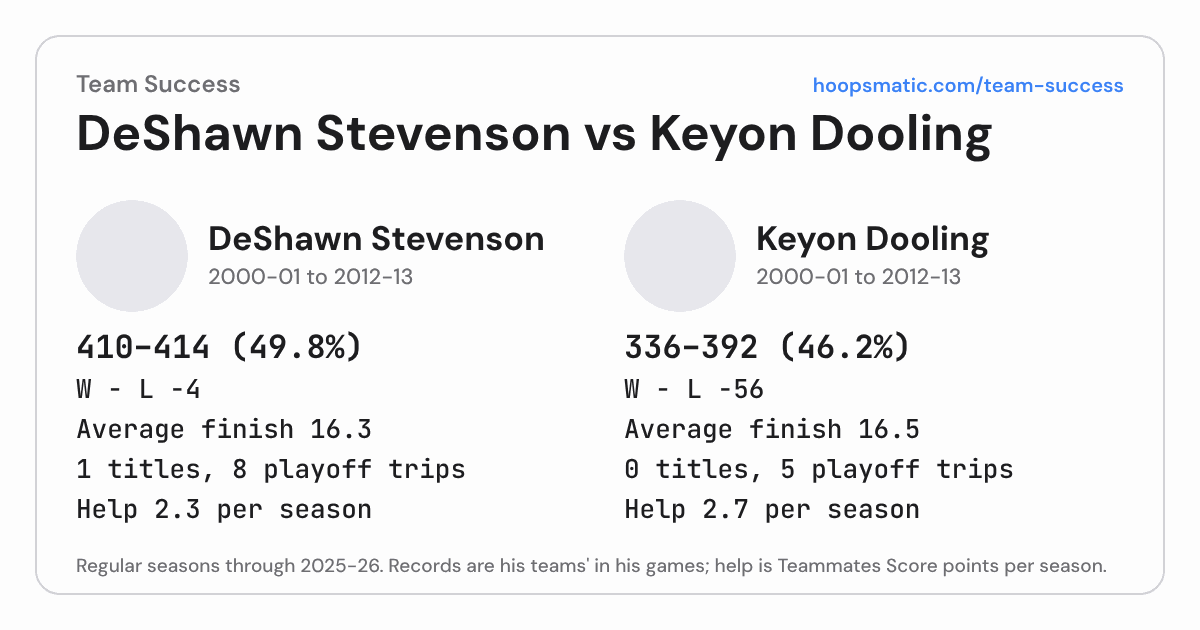 Team Success
hoopsmatic.com/team-success
DeShawn Stevenson vs Keyon Dooling
DeShawn Stevenson
2000-01 to 2012-13
410–414 (49.8%)
W - L -4
Average finish 16.3
1 titles, 8 playoff trips
Help 2.3 per season
Keyon Dooling
2000-01 to 2012-13
336–392 (46.2%)
W - L -56
Average finish 16.5
0 titles, 5 playoff trips
Help 2.7 per season
Regular seasons through 2025-26. Records are his teams' in his games; help is Teammates Score points per season.